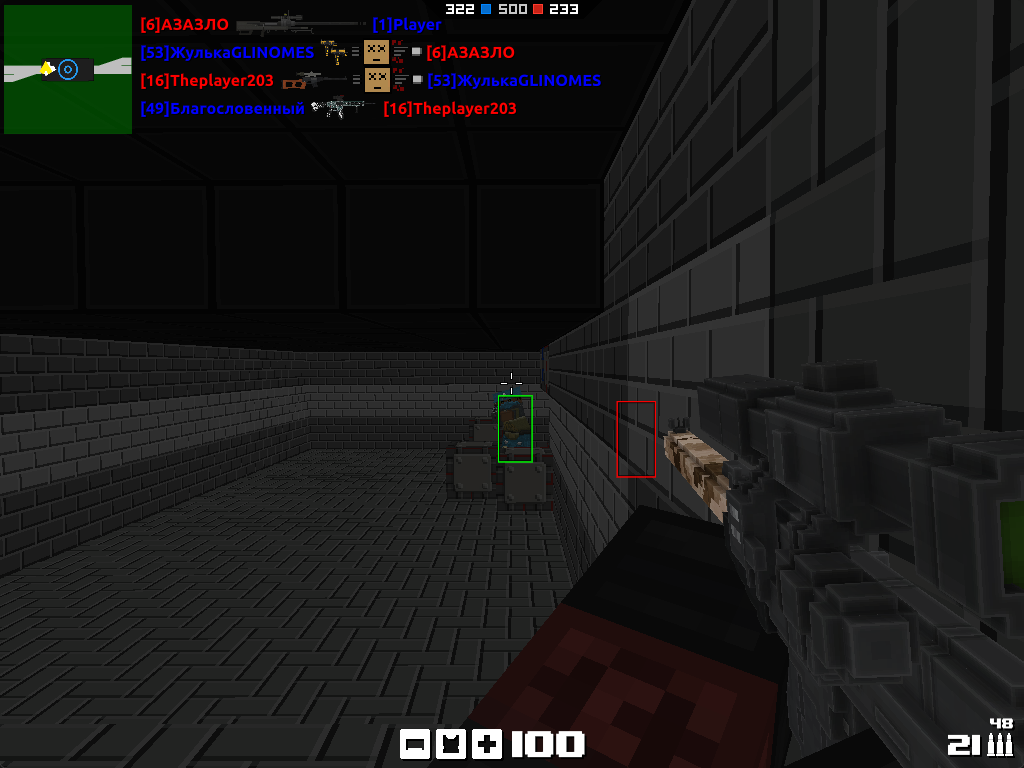 322 500 233
[6]АЗАЗЛО [1]Player
[53]ЖулькаGLINOMES [6]АЗАЗЛО
[16]Theplayer203 [53]ЖулькаGLINOMES
[49]Благословенный [16]Theplayer203
48
100 21